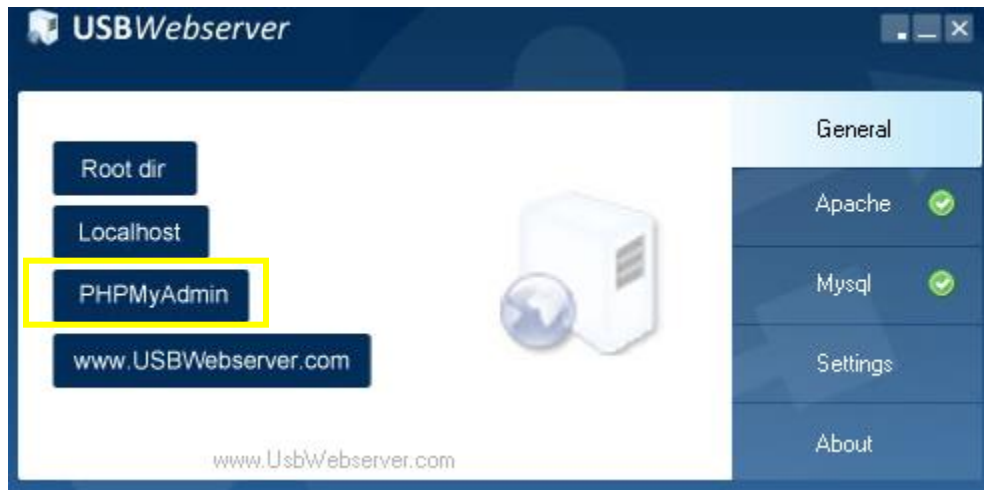 USBWebserver
Root dir
Localhost
PHPMyAdmin
www.USBWebserver.com
www.UsbWebserver.com
General
Apache
Mysql
Settings
About